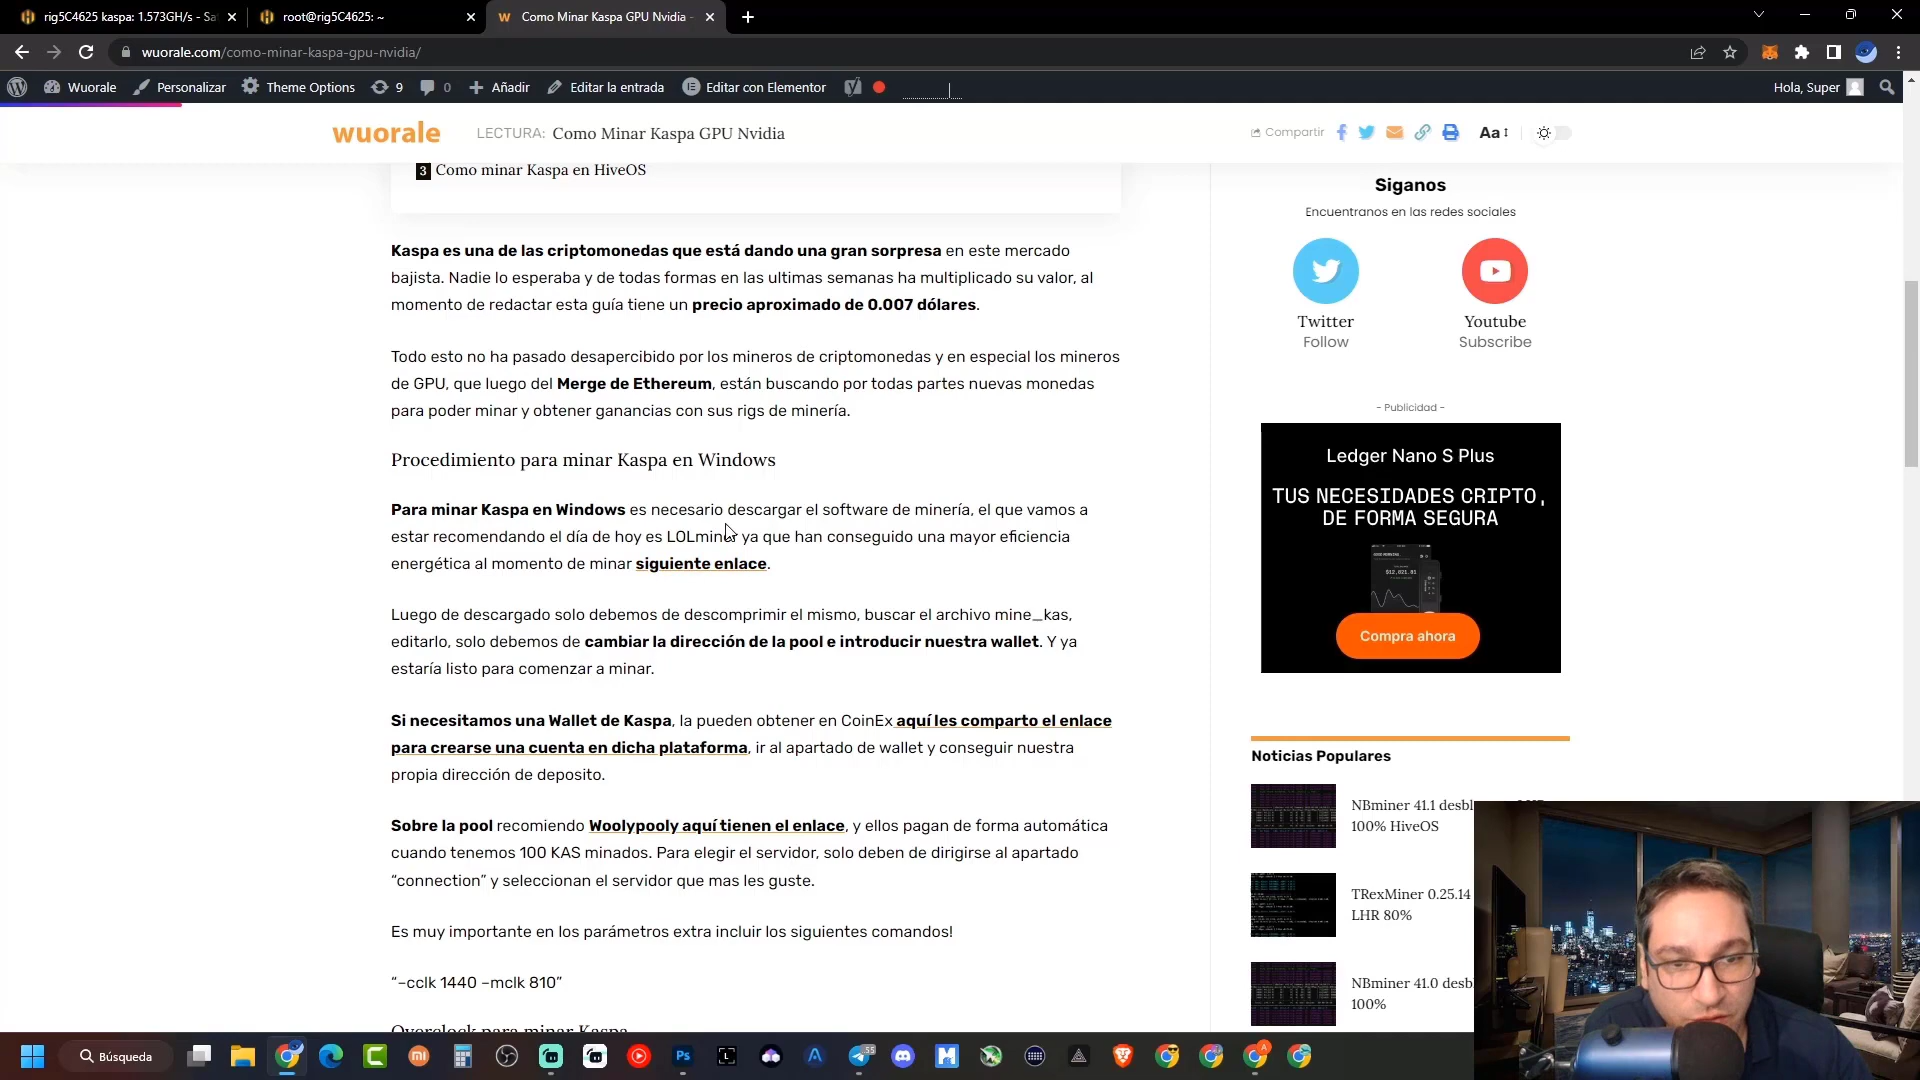 rig5C4625 kaspa: 1.573GH/s - Sa
root@rig5C4625: ~
Como Minar Kaspa GPU Nvidia -
wuorale.com/como-minar-kaspa-gpu-nvidia/
Wuorale
Personalizar
Theme Options
9
0
Añadir
Editar la entrada
Editar con Elementor
Hola, Super
wuorale
LECTURA: Como Minar Kaspa GPU Nvidia
Compartir
Aa
3 Como minar Kaspa en HiveOS
Kaspa es una de las criptomonedas que está dando una gran sorpresa en este mercado
bajista. Nadie lo esperaba y de todas formas en las ultimas semanas ha multiplicado su valor, al
momento de redactar esta guía tiene un precio aproximado de 0.007 dólares.
Todo esto no ha pasado desapercibido por los mineros de criptomonedas y en especial los mineros
de GPU, que luego del Merge de Ethereum, están buscando por todas partes nuevas monedas
para poder minar y obtener ganancias con sus rigs de minería.
Procedimiento para minar Kaspa en Windows
Para minar Kaspa en Windows es necesario descargar el software de minería, el que vamos a
estar recomendando el día de hoy es LOLminer ya que han conseguido una mayor eficiencia
energética al momento de minar siguiente enlace.
Luego de descargado solo debemos de descomprimir el mismo, buscar el archivo mine_kas,
editarlo, solo debemos de cambiar la dirección de la pool e introducir nuestra wallet. Y ya
estaría listo para comenzar a minar.
Si necesitamos una Wallet de Kaspa, la pueden obtener en CoinEx aquí les comparto el enlace
para crearse una cuenta en dicha plataforma, ir al apartado de wallet y conseguir nuestra
propia dirección de deposito.
Sobre la pool recomiendo Woolypooly aquí tienen el enlace, y ellos pagan de forma automática
cuando tenemos 100 KAS minados. Para elegir el servidor, solo deben de dirigirse al apartado
“connection” y seleccionan el servidor que mas les guste.
Es muy importante en los parámetros extra incluir los siguientes comandos!
“–cclk 1440 –mclk 810”
Overclock para minar Kaspa
Siganos
Encuentranos en las redes sociales
Twitter
Follow
Youtube
Subscribe
- Publicidad -
Ledger Nano S Plus
TUS NECESIDADES CRIPTO,
DE FORMA SEGURA
Compra ahora
Noticias Populares
NBminer 41.1 desbl
100% HiveOS
TRexMiner 0.25.14
LHR 80%
NBminer 41.0 desb
100%
Búsqueda